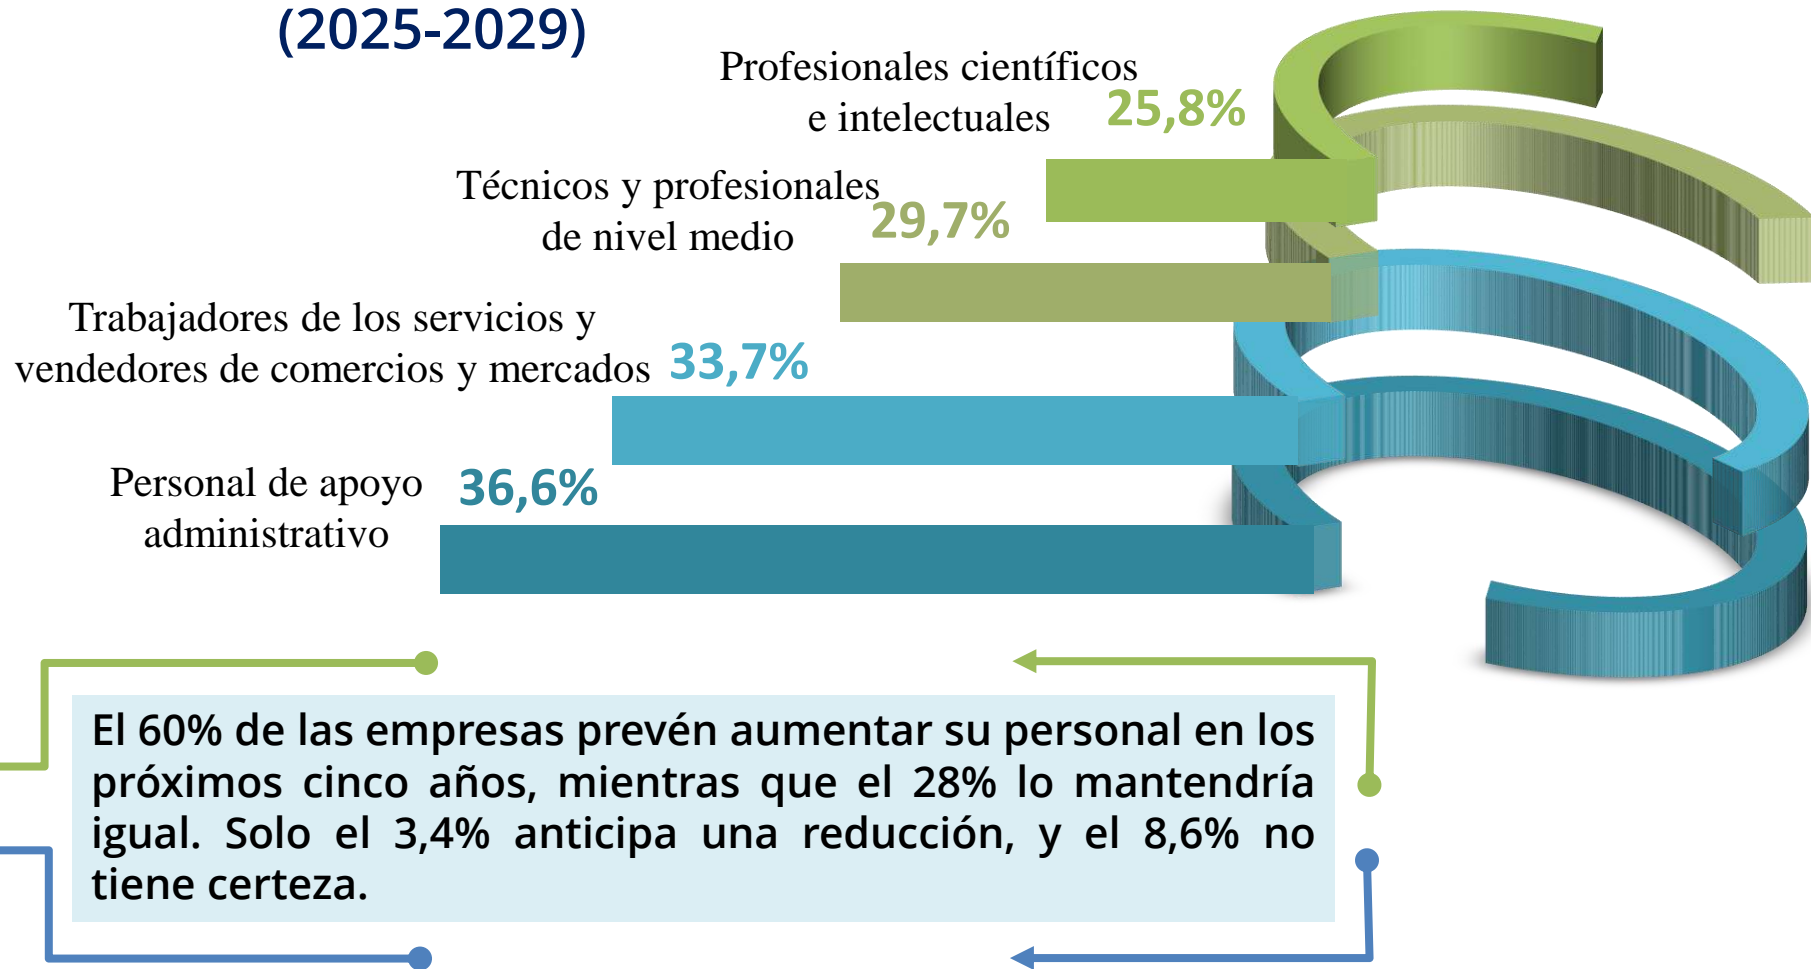 (2025-2029)
Profesionales científicos
e intelectuales
25,8%
Técnicos y profesionales
de nivel medio
29,7%
Trabajadores de los servicios y
vendedores de comercios y mercados
33,7%
Personal de apoyo
administrativo
36,6%
El 60% de las empresas prevén aumentar su personal en los
próximos cinco años, mientras que el 28% lo mantendría
igual. Solo el 3,4% anticipa una reducción, y el 8,6% no
tiene certeza.